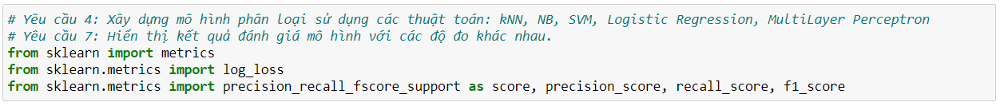 # Yêu cầu 4: Xây dựng mô hình phân loại sử dụng các thuật toán: kNN, NB, SVM, Logistic Regression, MultiLayer Perceptron
# Yêu cầu 7: Hiển thị kết quả đánh giá mô hình với các độ đo khác nhau.
from sklearn import metrics
from sklearn.metrics import log_loss
from sklearn.metrics import precision_recall_fscore_support as score, precision_score, recall_score, f1_score